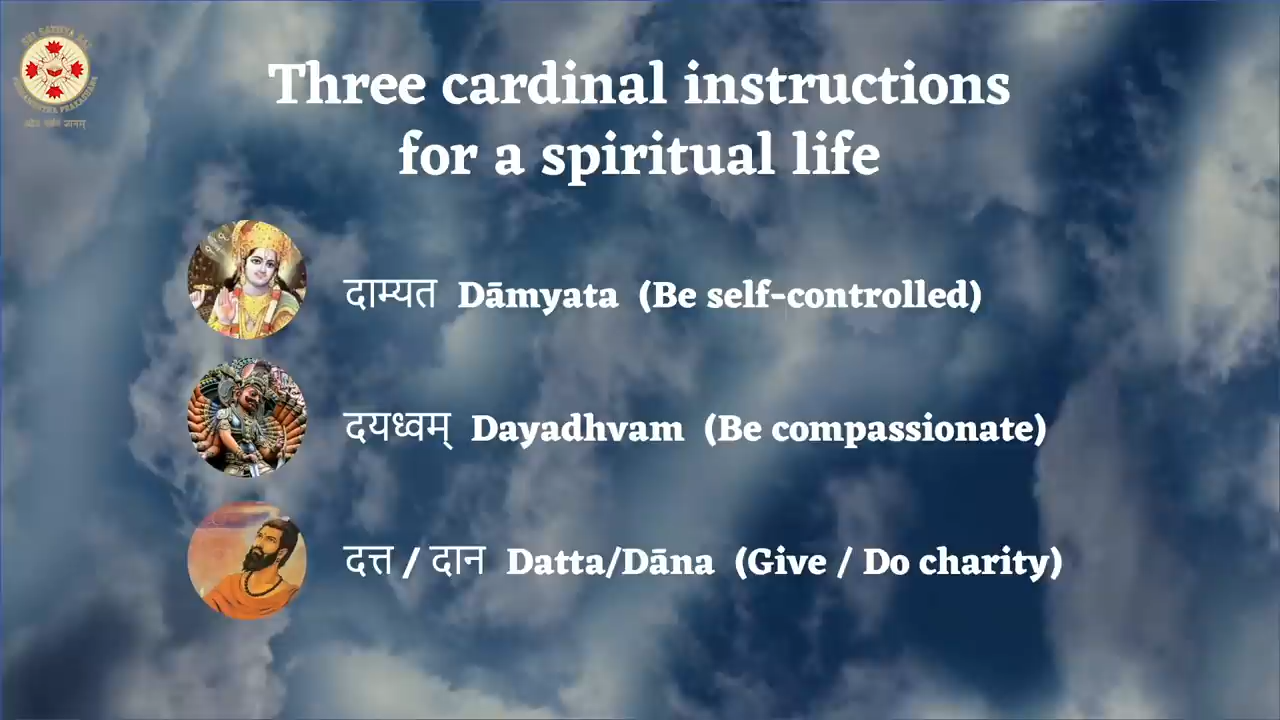 Three cardinal instructions
for a spiritual life
दाम्यत Dāmyata (Be self-controlled)
दयध्वम् Dayadhvam (Be compassionate)
दत्त / दान Datta/Dāna (Give / Do charity)